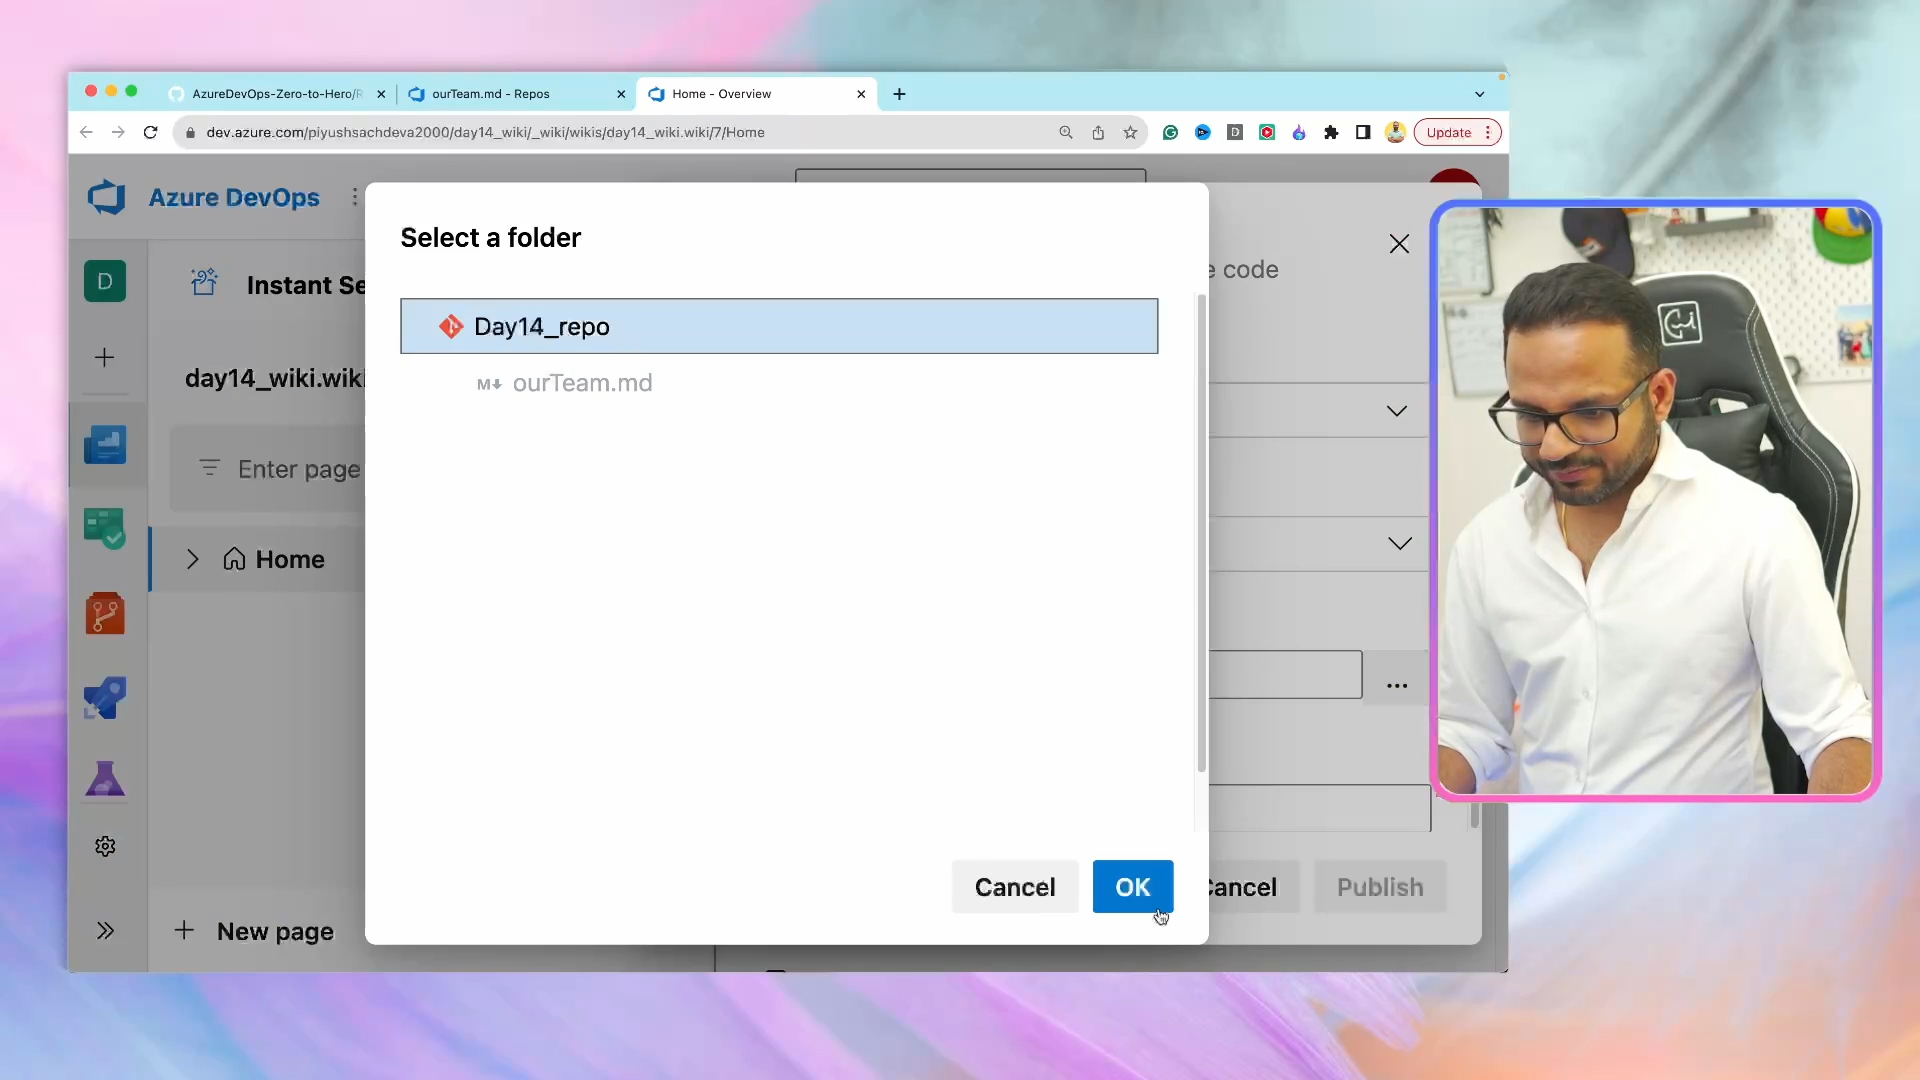 AzureDevOps-Zero-to-Hero/R
ourTeam.md - Repos
Home - Overview
dev.azure.com/piyushsachdeva2000/day14_wiki/_wiki/wikis/day14_wiki.wiki/7/Home
Update
Azure DevOps
Select a folder
e code
D
Instant Se
Day14_repo
day14_wiki.wiki
M↓ ourTeam.md
Enter page
Home
Cancel
OK
Cancel
Publish
New page